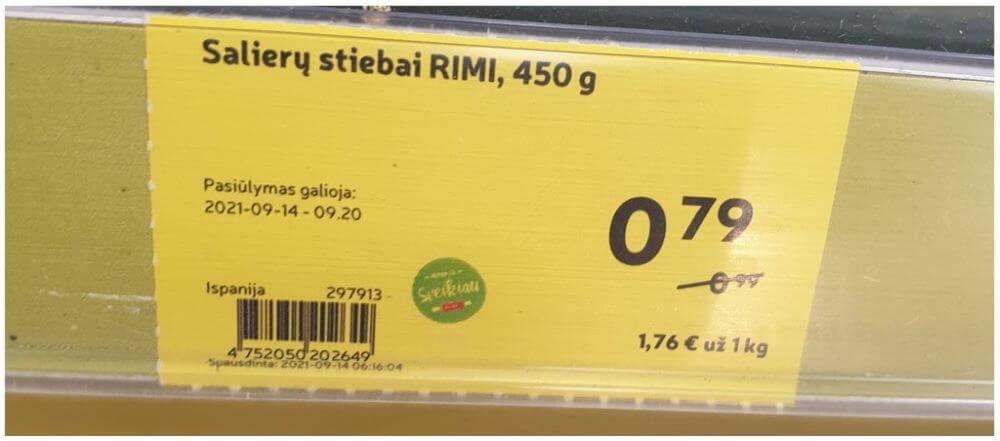 Salierų stiebai RIMI, 450 g
Pasiūlymas galioja:
2021-09-14 - 09.20
0 79
0 99
Ispanija 297913
Sveikiau
1,76 € už 1 kg
4 752050 202649
Spausdinta: 2021-09-14 06:16:04